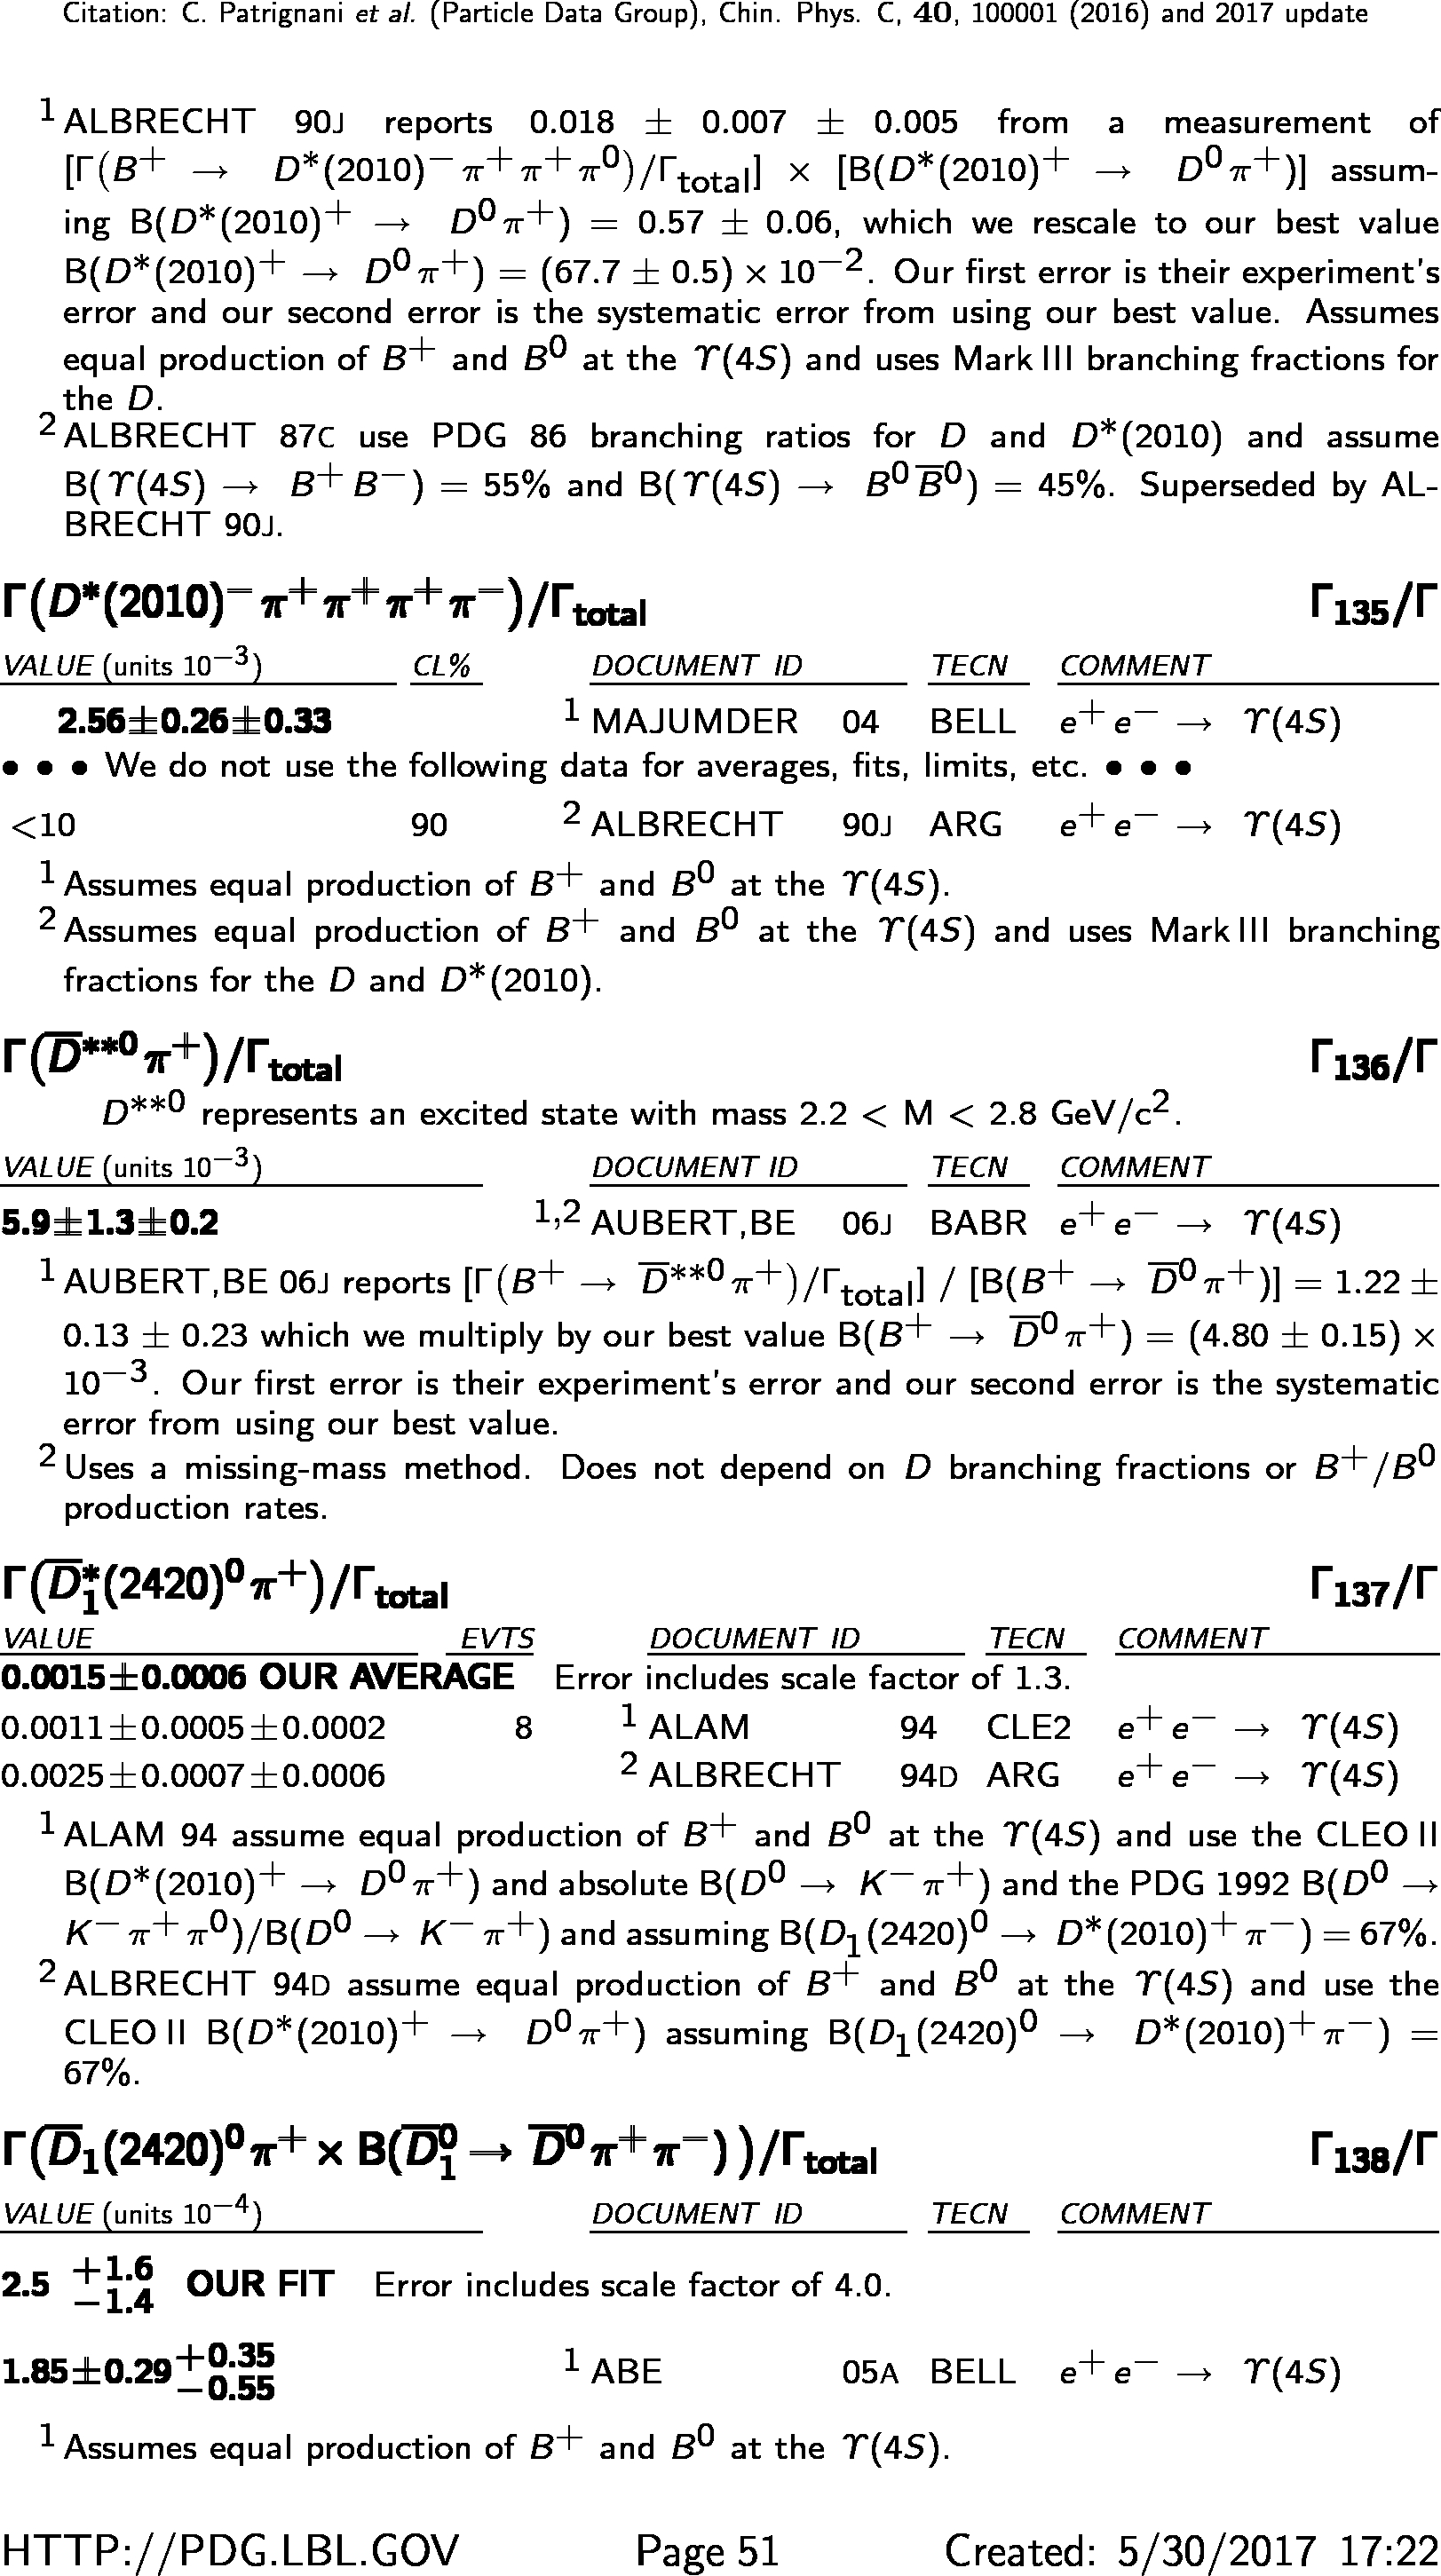 Citation: C. Patrignani et al. (Particle Data Group), Chin. Phys. C, 40, 100001 (2016) and 2017 update
1 ALBRECHT 90J reports 0.018 ± 0.007 ± 0.005 from a measurement of
[Γ(B⁺ → D*(2010)⁻π⁺π⁺π⁰)/Γtotal] × [B(D*(2010)⁺ → D⁰π⁺)] assum-
ing B(D*(2010)⁺ → D⁰π⁺) = 0.57 ± 0.06, which we rescale to our best value
B(D*(2010)⁺ → D⁰π⁺) = (67.7 ± 0.5) × 10⁻². Our first error is their experiment's
error and our second error is the systematic error from using our best value. Assumes
equal production of B⁺ and B⁰ at the ϒ(4S) and uses Mark III branching fractions for
the D.
2 ALBRECHT 87C use PDG 86 branching ratios for D and D*(2010) and assume
B(ϒ(4S) → B⁺B⁻) = 55% and B(ϒ(4S) → B⁰B̅⁰) = 45%. Superseded by AL-
BRECHT 90J.
Γ(D*(2010)⁻π⁺π⁺π⁺π⁻)/Γtotal Γ135/Γ
VALUE (units 10⁻³) CL% DOCUMENT ID TECN COMMENT
2.56±0.26±0.33 1 MAJUMDER 04 BELL e⁺e⁻ → ϒ(4S)
• • • We do not use the following data for averages, fits, limits, etc. • • •
<10 90 2 ALBRECHT 90J ARG e⁺e⁻ → ϒ(4S)
1 Assumes equal production of B⁺ and B⁰ at the ϒ(4S).
2 Assumes equal production of B⁺ and B⁰ at the ϒ(4S) and uses Mark III branching
fractions for the D and D*(2010).
Γ(D̅**⁰π⁺)/Γtotal Γ136/Γ
D**⁰ represents an excited state with mass 2.2 < M < 2.8 GeV/c².
VALUE (units 10⁻³) DOCUMENT ID TECN COMMENT
5.9±1.3±0.2 1,2 AUBERT,BE 06J BABR e⁺e⁻ → ϒ(4S)
1 AUBERT,BE 06J reports [Γ(B⁺ → D̅**⁰π⁺)/Γtotal] / [B(B⁺ → D̅⁰π⁺)] = 1.22 ±
0.13 ± 0.23 which we multiply by our best value B(B⁺ → D̅⁰π⁺) = (4.80 ± 0.15) ×
10⁻³. Our first error is their experiment's error and our second error is the systematic
error from using our best value.
2 Uses a missing-mass method. Does not depend on D branching fractions or B⁺/B⁰
production rates.
Γ(D̅₁*(2420)⁰π⁺)/Γtotal Γ137/Γ
VALUE EVTS DOCUMENT ID TECN COMMENT
0.0015±0.0006 OUR AVERAGE Error includes scale factor of 1.3.
0.0011±0.0005±0.0002 8 1 ALAM 94 CLE2 e⁺e⁻ → ϒ(4S)
0.0025±0.0007±0.0006 2 ALBRECHT 94D ARG e⁺e⁻ → ϒ(4S)
1 ALAM 94 assume equal production of B⁺ and B⁰ at the ϒ(4S) and use the CLEO II
B(D*(2010)⁺ → D⁰π⁺) and absolute B(D⁰ → K⁻π⁺) and the PDG 1992 B(D⁰ →
K⁻π⁺π⁰)/B(D⁰ → K⁻π⁺) and assuming B(D₁(2420)⁰ → D*(2010)⁺π⁻) = 67%.
2 ALBRECHT 94D assume equal production of B⁺ and B⁰ at the ϒ(4S) and use the
CLEO II B(D*(2010)⁺ → D⁰π⁺) assuming B(D₁(2420)⁰ → D*(2010)⁺π⁻) =
67%.
Γ(D̅₁(2420)⁰π⁺ × B(D̅₁⁰ → D̅⁰π⁺π⁻))/Γtotal Γ138/Γ
VALUE (units 10⁻⁴) DOCUMENT ID TECN COMMENT
2.5 +1.6 −1.4 OUR FIT Error includes scale factor of 4.0.
1.85±0.29 +0.35 −0.55 1 ABE 05A BELL e⁺e⁻ → ϒ(4S)
1 Assumes equal production of B⁺ and B⁰ at the ϒ(4S).
HTTP://PDG.LBL.GOV Page 51 Created: 5/30/2017 17:22